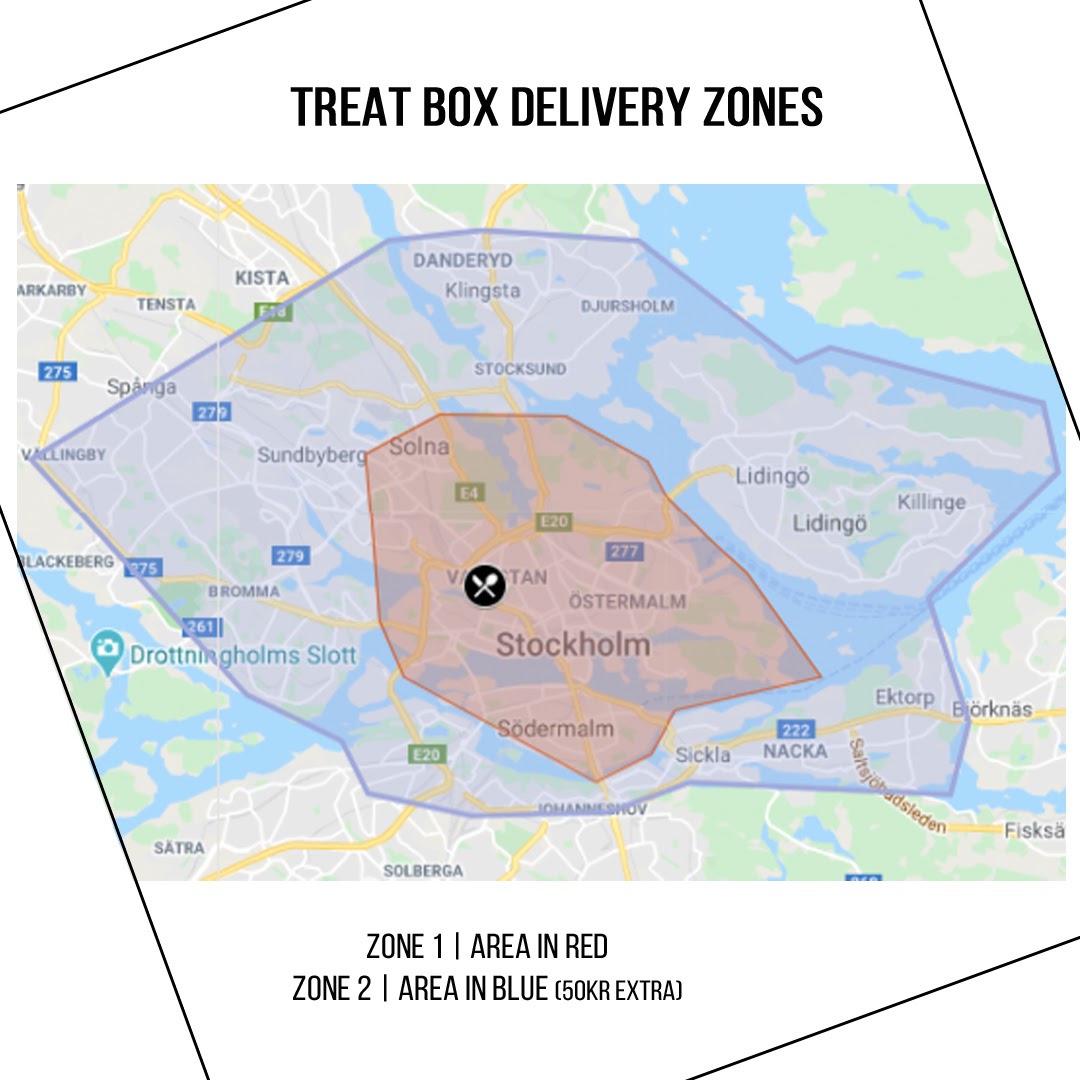 TREAT BOX DELIVERY ZONES
DANDERYD
KISTA
Klingsta
ARKARBY
TENSTA
DJURSHOLM
E18
STOCKSUND
275
Spånga
279
Solna
VÄLLINGBY
Sundbyberg
Lidingö
E4
Killinge
E20
Lidingö
277
279
BLACKEBERG
275
BROMMA
ÖSTERMALM
261
Stockholm
Drottningholms Slott
Ektorp
Björknäs
Södermalm
222
NACKA
Sickla
E20
Saltsjöbadsleden
JOHANNESHOV
Fisksä
SÄTRA
SOLBERGA
ZONE 1 | AREA IN RED
ZONE 2 | AREA IN BLUE (50KR EXTRA)